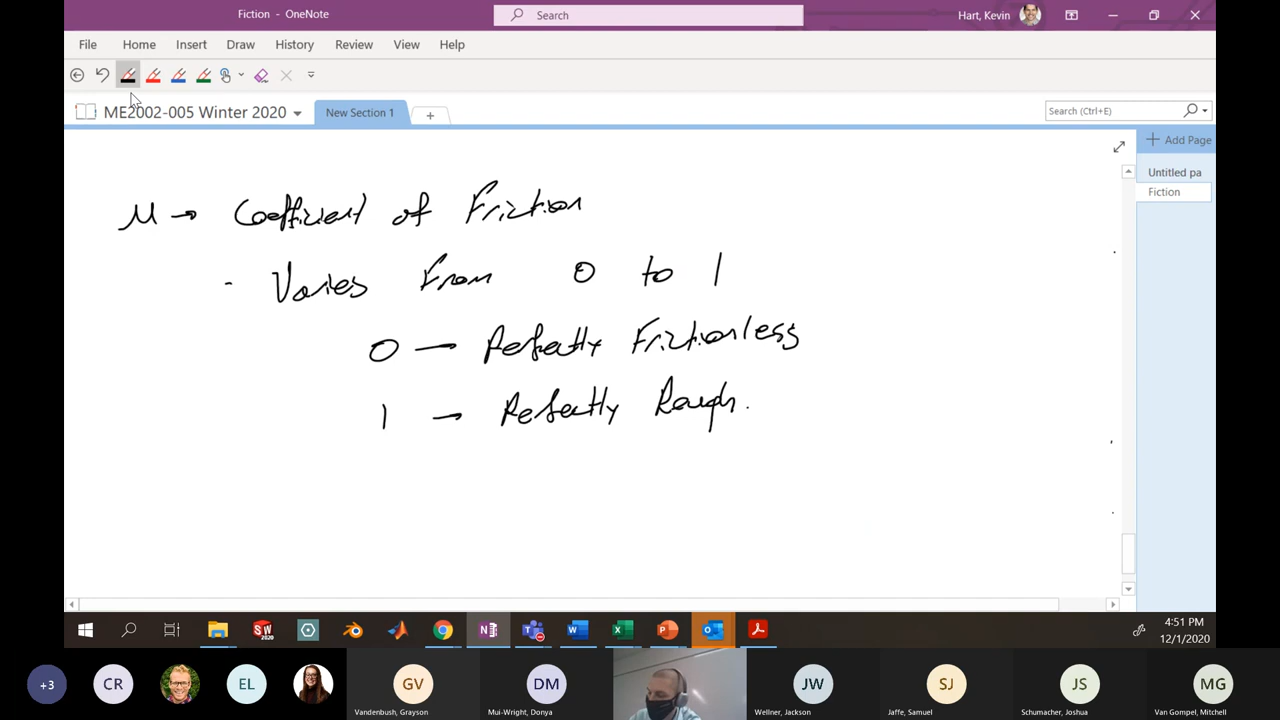 Fiction - OneNote
Search
Hart, Kevin
File Home Insert Draw History Review View Help
ME2002-005 Winter 2020
New Section 1
Search (Ctrl+E)
Add Page
Untitled pa
Fiction
μ → Coefficient of Friction
- Varies From 0 to 1
0 — Perfectly Frictionless
1 → Perfectly Rough.
4:51 PM
12/1/2020
+3 CR EL GV DM JW SJ JS MG
Vandenbush, Grayson Mui-Wright, Donya Wellner, Jackson Jaffe, Samuel Schumacher, Joshua Van Gompel, Mitchell